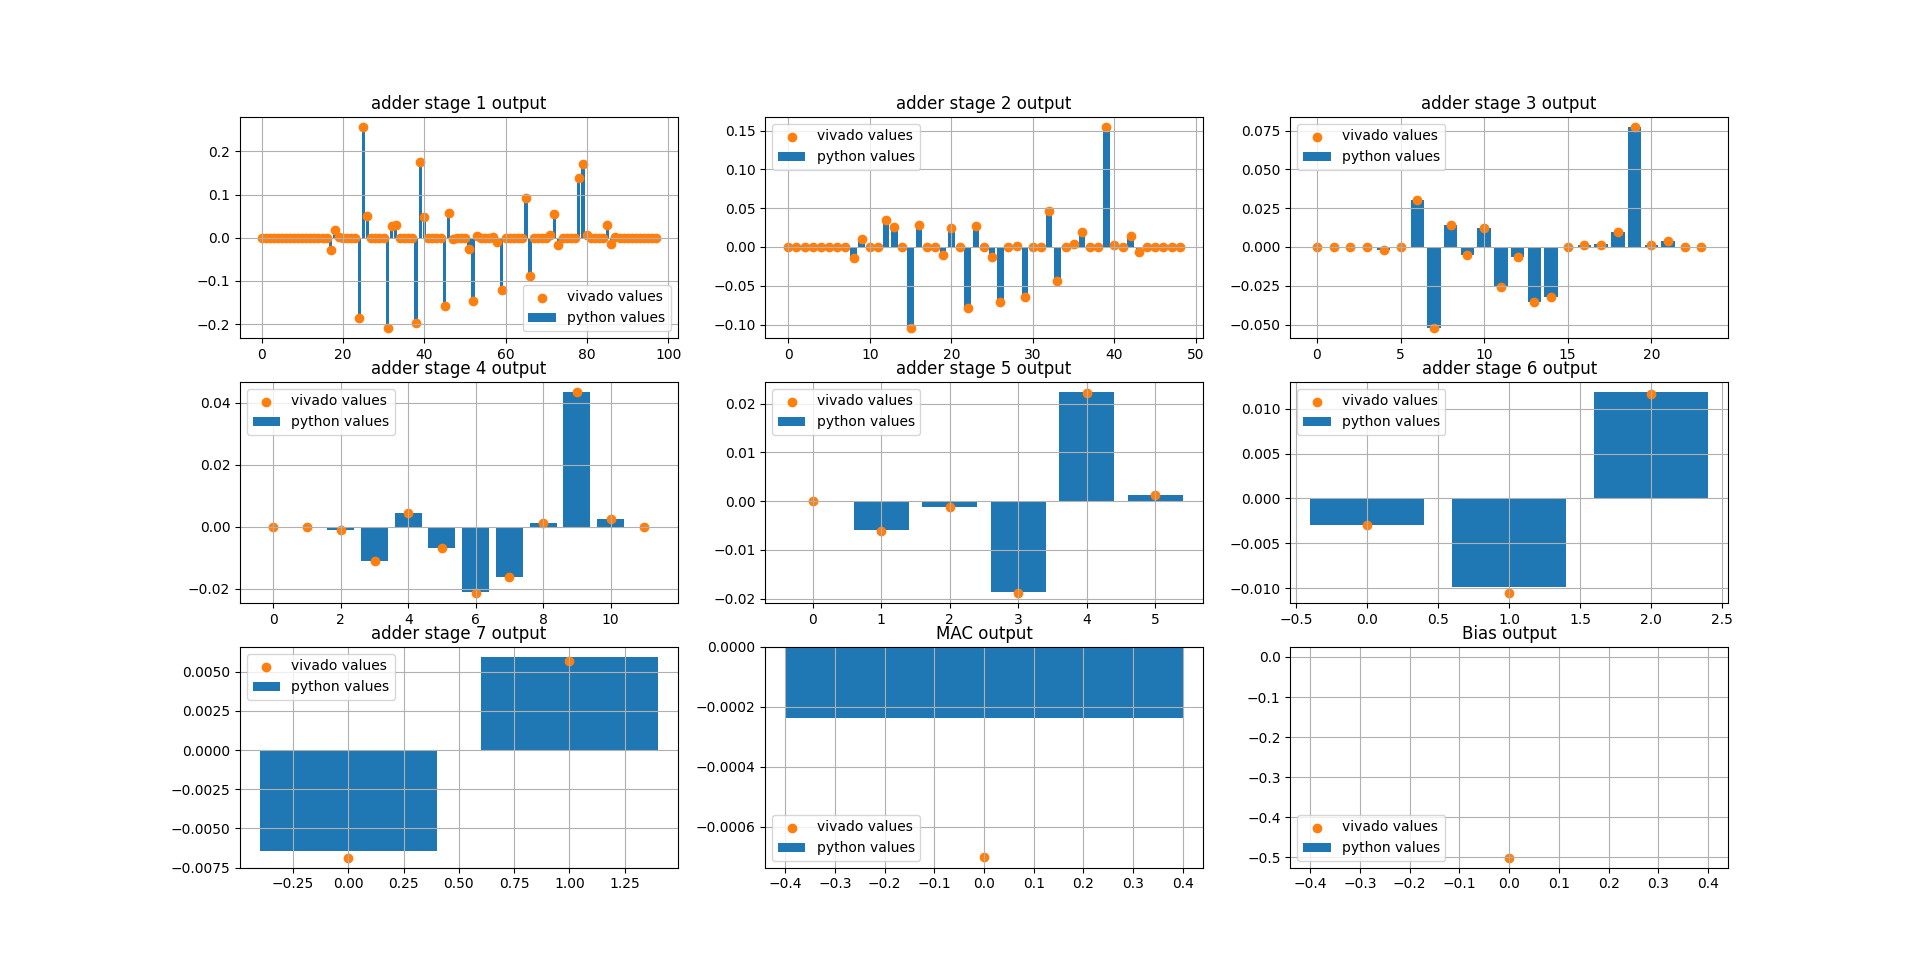 adder stage 1 output
0.2
0.1
0.0
−0.1
−0.2
vivado values
python values
0 20 40 60 80 100
adder stage 2 output
0.15
0.10
0.05
0.00
−0.05
−0.10
vivado values
python values
0 10 20 30 40 50
adder stage 3 output
0.075
0.050
0.025
0.000
−0.025
−0.050
vivado values
python values
0 5 10 15 20
adder stage 4 output
0.04
0.02
0.00
−0.02
vivado values
python values
0 2 4 6 8 10
adder stage 5 output
0.02
0.01
0.00
−0.01
−0.02
vivado values
python values
0 1 2 3 4 5
adder stage 6 output
0.010
0.005
0.000
−0.005
−0.010
vivado values
python values
−0.5 0.0 0.5 1.0 1.5 2.0 2.5
adder stage 7 output
0.0050
0.0025
0.0000
−0.0025
−0.0050
−0.0075
vivado values
python values
−0.25 0.00 0.25 0.50 0.75 1.00 1.25
MAC output
0.0000
−0.0002
−0.0004
−0.0006
vivado values
python values
−0.4 −0.3 −0.2 −0.1 0.0 0.1 0.2 0.3 0.4
Bias output
0.0
−0.1
−0.2
−0.3
−0.4
−0.5
vivado values
python values
−0.4 −0.3 −0.2 −0.1 0.0 0.1 0.2 0.3 0.4